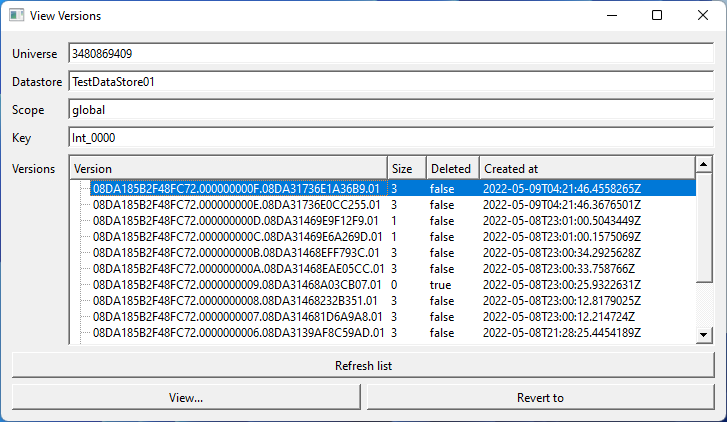 View Versions
Universe 3480869409
Datastore TestDataStore01
Scope global
Key Int_0000
Versions Version Size Deleted Created at
08DA185B2F48FC72.000000000F.08DA31736E1A36B9.01 3 false 2022-05-09T04:21:46.4558265Z
08DA185B2F48FC72.000000000E.08DA31736E0CC255.01 3 false 2022-05-09T04:21:46.3676501Z
08DA185B2F48FC72.000000000D.08DA31469E9F12F9.01 1 false 2022-05-08T23:01:00.5043449Z
08DA185B2F48FC72.000000000C.08DA31469E6A269D.01 1 false 2022-05-08T23:01:00.1575069Z
08DA185B2F48FC72.000000000B.08DA31468EFF793C.01 3 false 2022-05-08T23:00:34.2925628Z
08DA185B2F48FC72.000000000A.08DA31468EAE05CC.01 3 false 2022-05-08T23:00:33.758766Z
08DA185B2F48FC72.0000000009.08DA31468A03CB07.01 0 true 2022-05-08T23:00:25.9322631Z
08DA185B2F48FC72.0000000008.08DA31468232B351.01 3 false 2022-05-08T23:00:12.8179025Z
08DA185B2F48FC72.0000000007.08DA314681D6A9A8.01 3 false 2022-05-08T23:00:12.214724Z
08DA185B2F48FC72.0000000006.08DA3139AF8C59AD.01 3 false 2022-05-08T21:28:25.4454189Z
Refresh list
View... Revert to